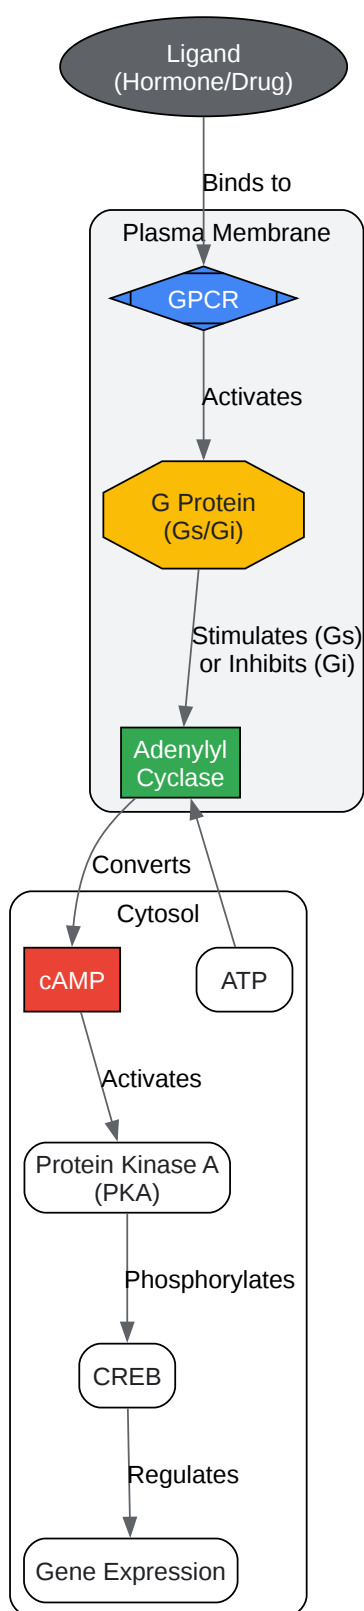 Ligand
(Hormone/Drug)
Binds to
Plasma Membrane
GPCR
Activates
G Protein
(Gs/Gi)
Stimulates (Gs)
or Inhibits (Gi)
Adenylyl
Cyclase
Converts
Cytosol
cAMP
ATP
Activates
Protein Kinase A
(PKA)
Phosphorylates
CREB
Regulates
Gene Expression